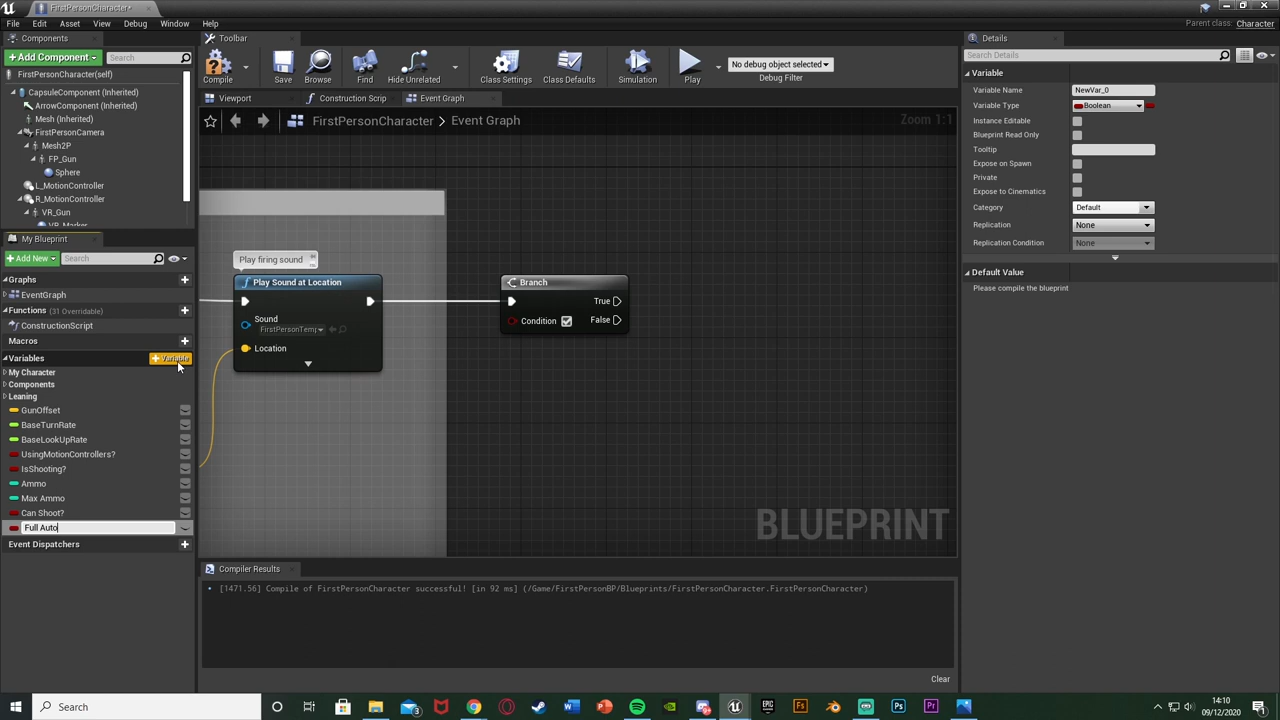 FirstPersonCharacter*
File Edit Asset View Debug Window Help
Parent class: Character
Components
+Add Component
Search
FirstPersonCharacter(self)
CapsuleComponent (Inherited)
ArrowComponent (Inherited)
Mesh (Inherited)
FirstPersonCamera
Mesh2P
FP_Gun
Sphere
L_MotionController
R_MotionController
VR_Gun
My Blueprint
+Add New
Search
Graphs
EventGraph
Functions (31 Overridable)
ConstructionScript
Macros
Variables
+Variable
My Character
Components
Leaning
GunOffset
BaseTurnRate
BaseLookUpRate
UsingMotionControllers?
IsShooting?
Ammo
Max Ammo
Can Shoot?
Full Auto
Event Dispatchers
Toolbar
Compile
Save
Browse
Find
Hide Unrelated
Class Settings
Class Defaults
Simulation
Play
No debug object selected
Debug Filter
Viewport
Construction Scrip
Event Graph
FirstPersonCharacter > Event Graph
Zoom 1:1
Play firing sound
Play Sound at Location
Sound
FirstPersonTemp
Location
Branch
True
Condition
False
BLUEPRINT
Compiler Results
[1471.56] Compile of FirstPersonCharacter successful! [in 92 ms] (/Game/FirstPersonBP/Blueprints/FirstPersonCharacter.FirstPersonCharacter)
Clear
Details
Search Details
Variable
Variable Name NewVar_0
Variable Type Boolean
Instance Editable
Blueprint Read Only
Tooltip
Expose on Spawn
Private
Expose to Cinematics
Category Default
Replication None
Replication Condition None
Default Value
Please compile the blueprint
Search
14:10
09/12/2020